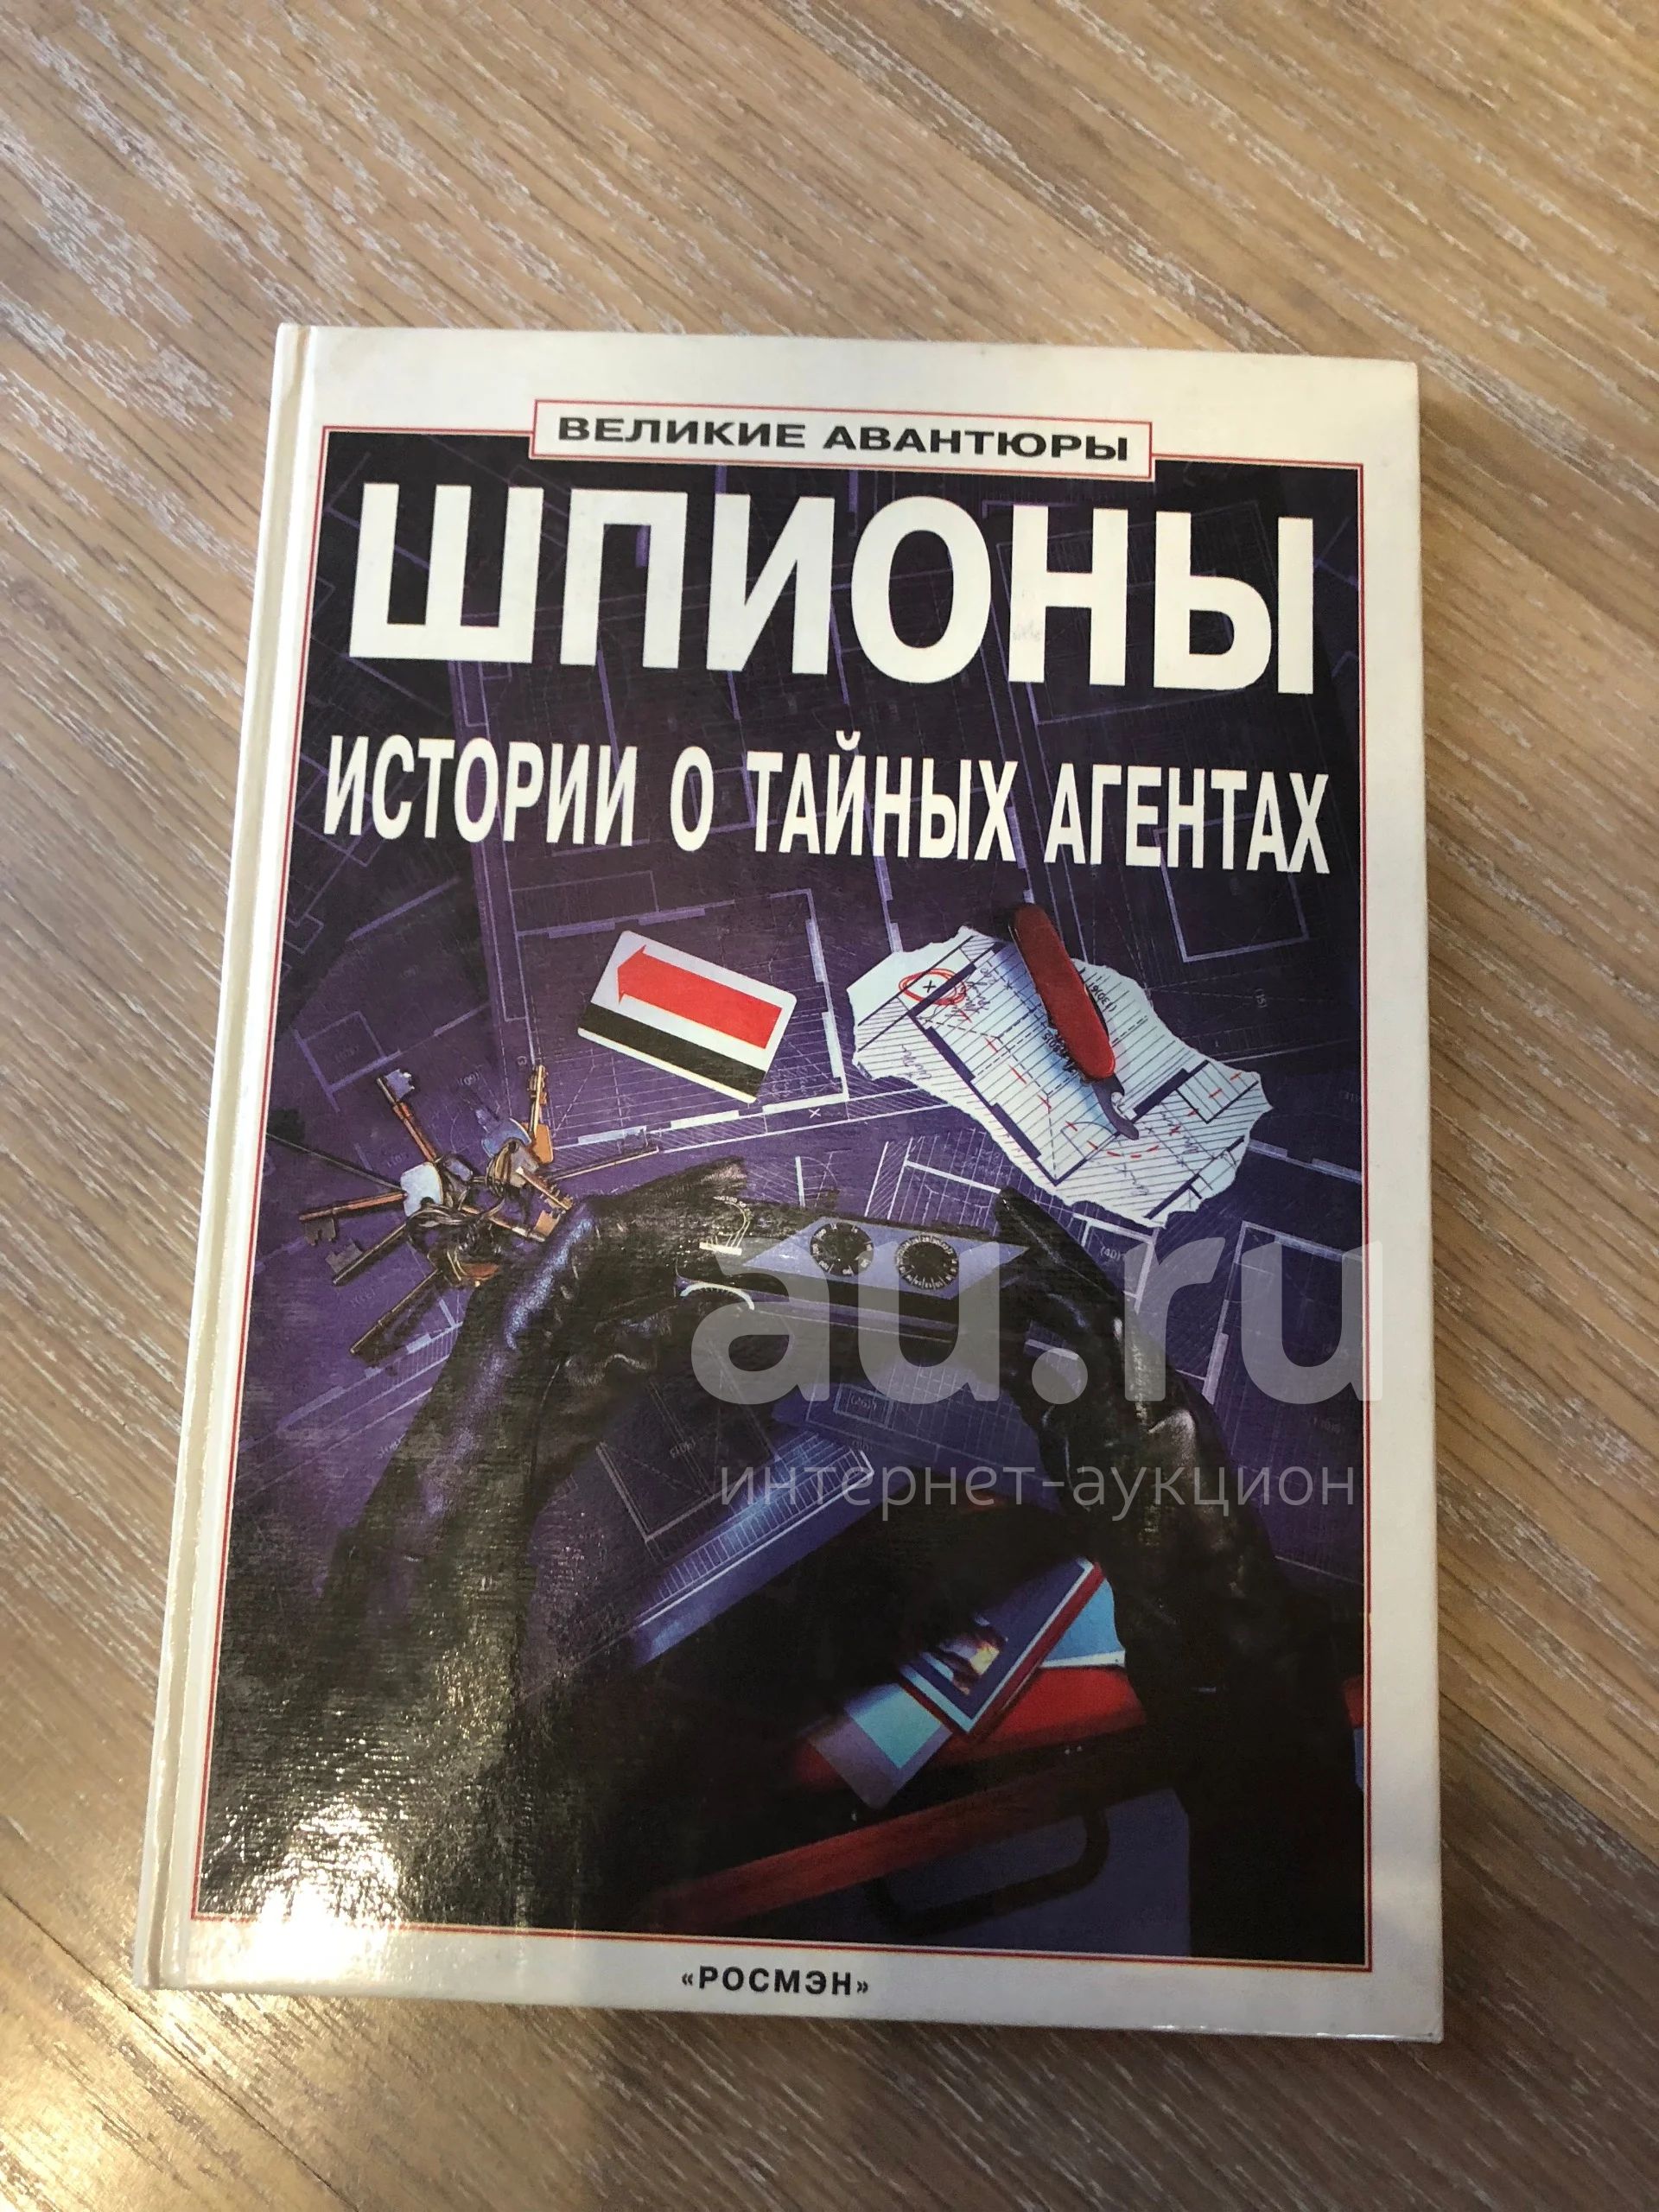 ВЕЛИКИЕ АВАНТЮРЫ
ШПИОНЫ
ИСТОРИИ О ТАЙНЫХ АГЕНТАХ
au.ru
интернет-аукцион
«РОСМЭН»